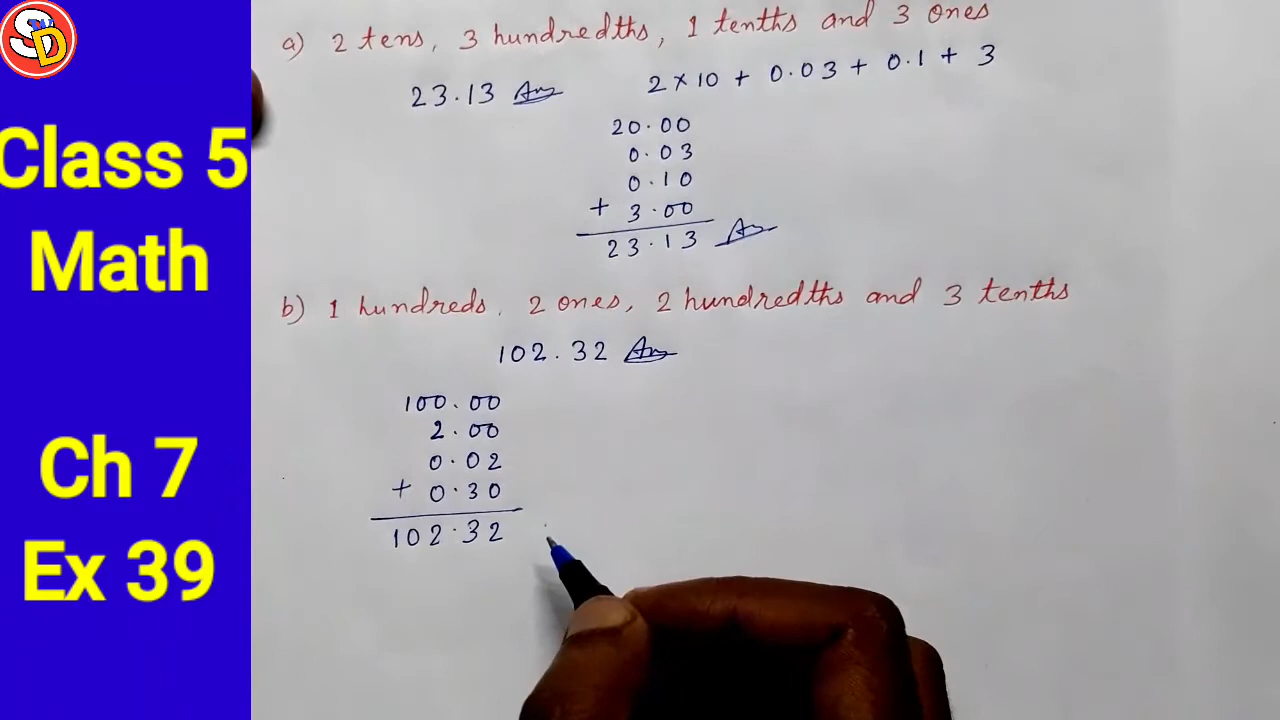 SD
Class 5
Math
Ch 7
Ex 39
a) 2 tens, 3 hundredths, 1 tenths and 3 ones
23.13 Ans
2 × 10 + 0.03 + 0.1 + 3
20.00
0.03
0.10
+ 3.00
23.13 Ans
b) 1 hundreds, 2 ones, 2 hundredths and 3 tenths
102.32 Ans
100.00
2.00
0.02
+ 0.30
102.32